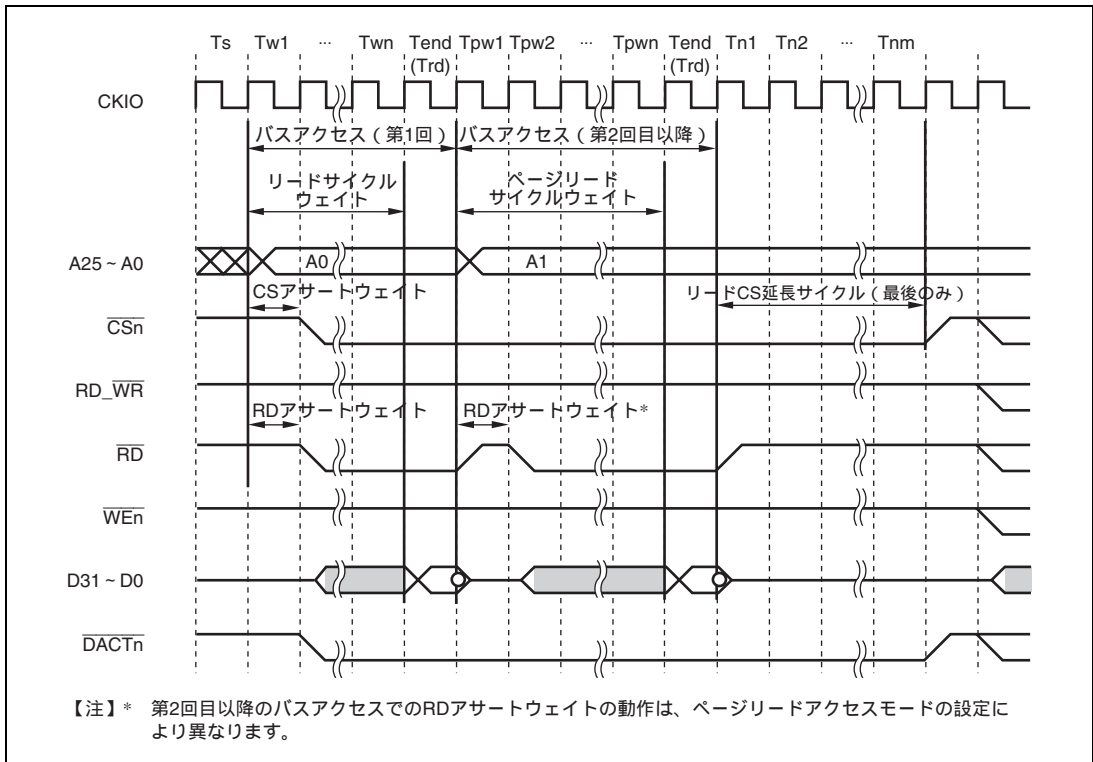 Ts Tw1 ... Twn Tend Tpw1 Tpw2 ... Tpwn Tend Tn1 Tn2 ... Tnm
(Trd) (Trd)
CKIO
バスアクセス(第1回) バスアクセス(第2回目以降)
リードサイクル ページリード
ウェイト サイクルウェイト
A25 ~ A0 A0 A1
CSアサートウェイト リードCS延長サイクル(最後のみ)
CSn
RD_WR
RDアサートウェイト RDアサートウェイト*
RD
WEn
D31 ~ D0
DACTn
【注】* 第2回目以降のバスアクセスでのRDアサートウェイトの動作は、ページリードアクセスモードの設定に
より異なります。